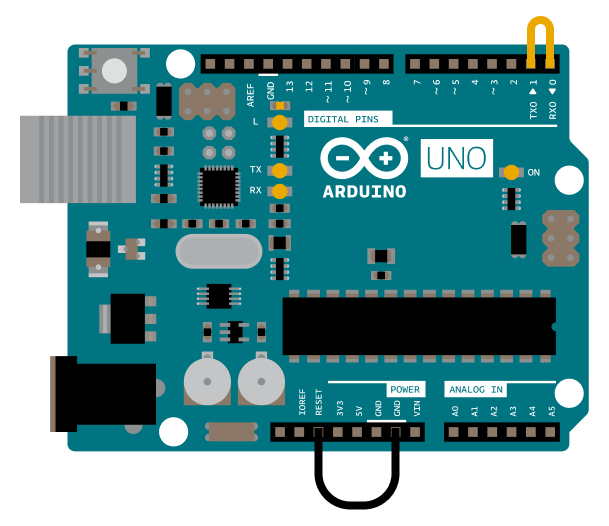 AREF
GND
13
12
~11
~10
~9
8
7
~6
~5
4
~3
2
TXO ▶ 1
RXO ◀ 0
L
DIGITAL PINS
TX
RX
®
UNO
ON
ARDUINO
POWER
ANALOG IN
IOREF
RESET
3V3
5V
GND
GND
VIN
A0
A1
A2
A3
A4
A5